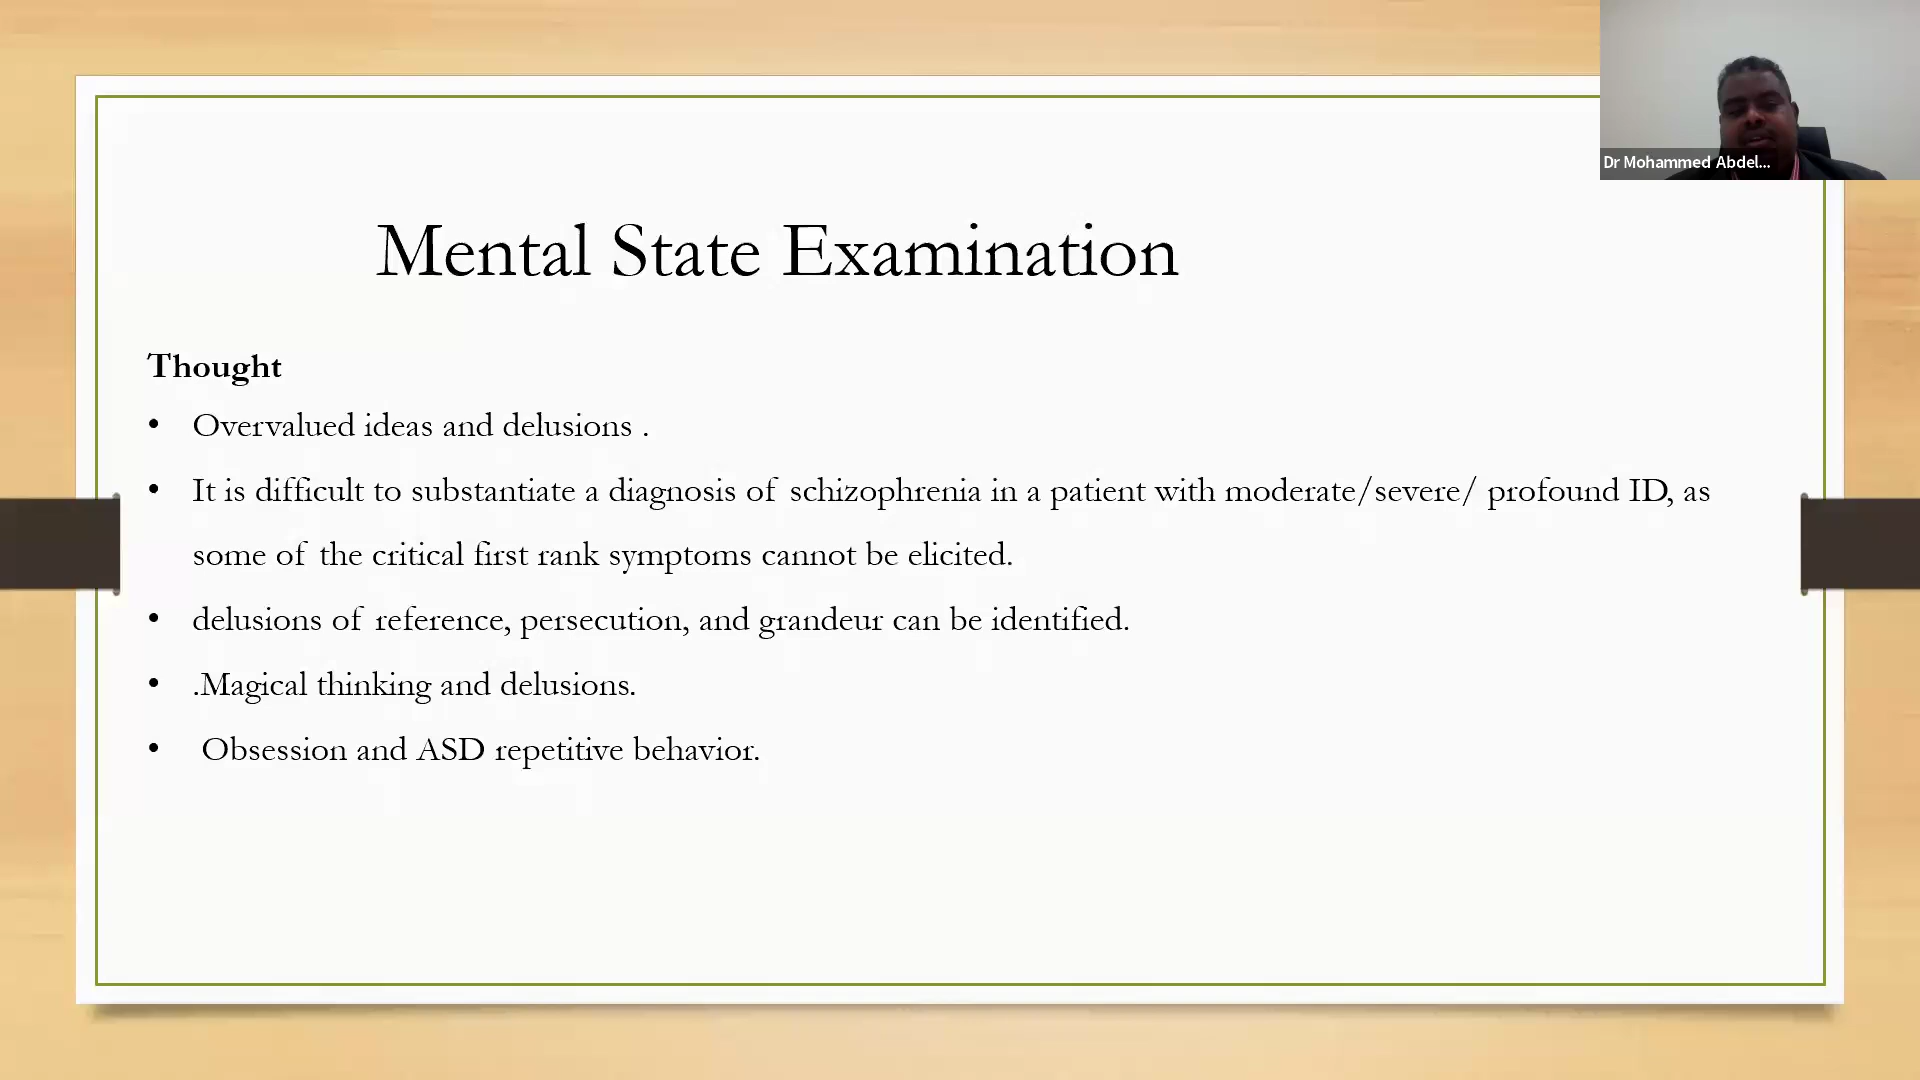 Dr Mohammed Abdel...
Mental State Examination
Thought
• Overvalued ideas and delusions .
• It is difficult to substantiate a diagnosis of schizophrenia in a patient with moderate/severe/ profound ID, as
some of the critical first rank symptoms cannot be elicited.
• delusions of reference, persecution, and grandeur can be identified.
• .Magical thinking and delusions.
• Obsession and ASD repetitive behavior.